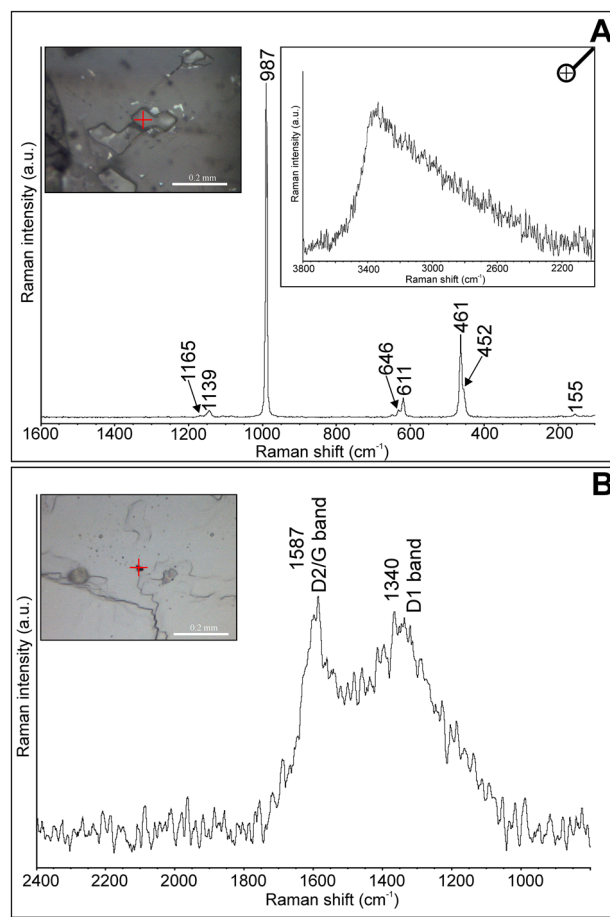 A
987
0.2 mm
Raman intensity (a.u.)
3800
3400
3000
2600
2200
Raman shift (cm-1)
Raman intensity (a.u.)
1165
1139
646
611
461
452
155
1600
1400
1200
1000
800
600
400
200
Raman shift (cm-1)
B
0.2 mm
1587
D2/G band
1340
D1 band
Raman intensity (a.u.)
2400
2200
2000
1800
1600
1400
1200
1000
Raman shift (cm-1)